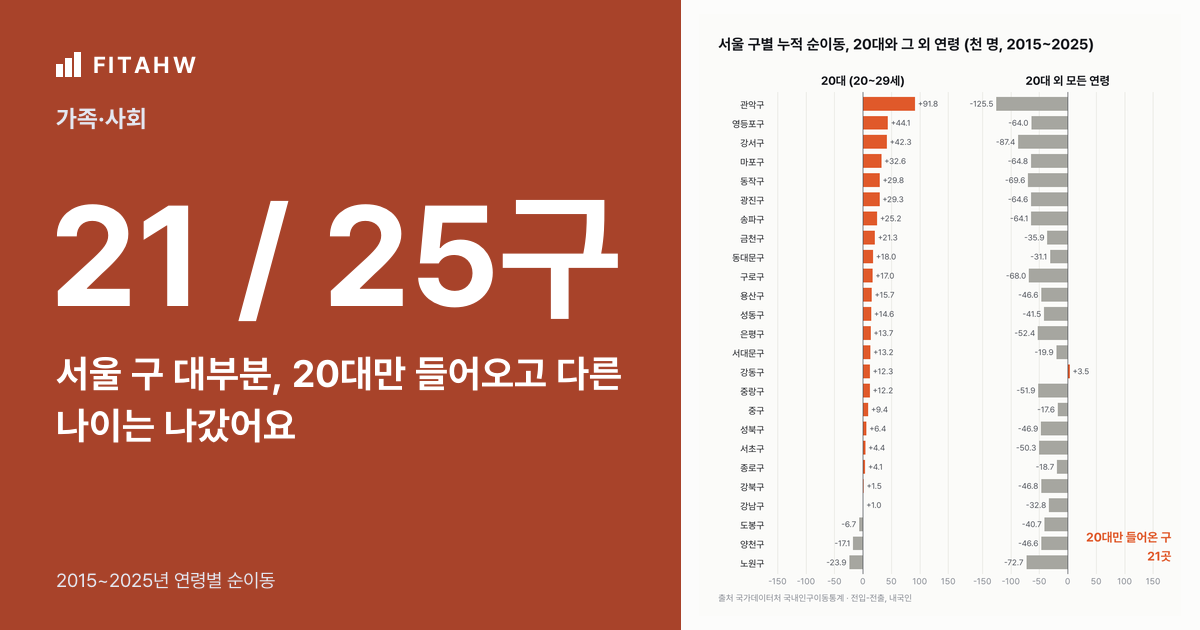 FITAHW
가족·사회
21 / 25구
서울 구 대부분, 20대만 들어오고 다른
나이는 나갔어요
2015~2025년 연령별 순이동
서울 구별 누적 순이동, 20대와 그 외 연령 (천 명, 2015~2025)
20대 (20~29세) 20대 외 모든 연령
관악구 +91.8 -125.5
영등포구 +44.1 -64.0
강서구 +42.3 -87.4
마포구 +32.6 -64.8
동작구 +29.8 -69.6
광진구 +29.3 -64.6
송파구 +25.2 -64.1
금천구 +21.3 -35.9
동대문구 +18.0 -31.1
구로구 +17.0 -68.0
용산구 +15.7 -46.6
성동구 +14.6 -41.5
은평구 +13.7 -52.4
서대문구 +13.2 -19.9
강동구 +12.3 +3.5
중랑구 +12.2 -51.9
중구 +9.4 -17.6
성북구 +6.4 -46.9
서초구 +4.4 -50.3
종로구 +4.1 -18.7
강북구 +1.5 -46.8
강남구 +1.0 -32.8
도봉구 -6.7 -40.7
양천구 -17.1 -46.6
노원구 -23.9 -72.7
20대만 들어온 구
21곳
-150 -100 -50 0 50 100 150 -150 -100 -50 0 50 100 150
출처 국가데이터처 국내인구이동통계 · 전입-전출, 내국인